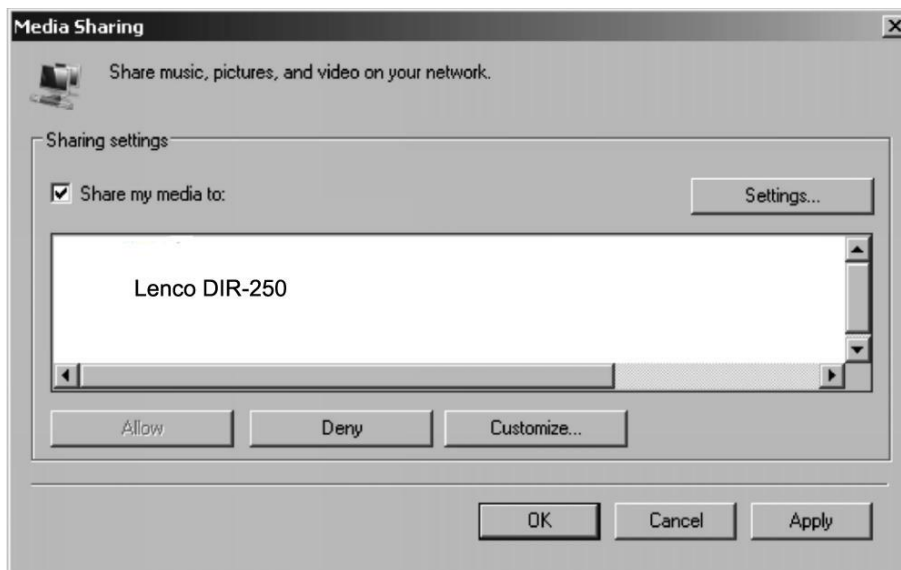 Media Sharing
Share music, pictures, and video on your network.
Sharing settings
Share my media to:
Settings...
Lenco DIR-250
Allow
Deny
Customize...
OK
Cancel
Apply